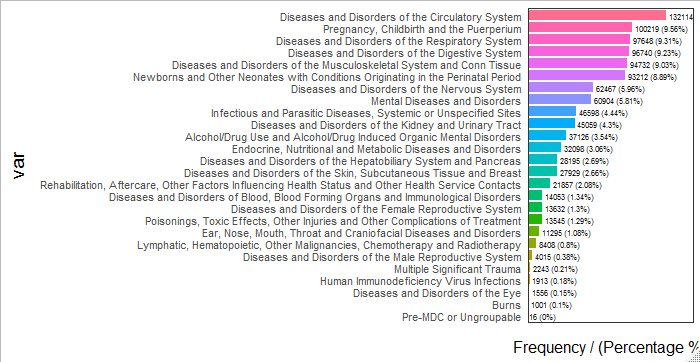 Diseases and Disorders of the Circulatory System 132114
Pregnancy, Childbirth and the Puerperium 100219 (9.56%)
Diseases and Disorders of the Respiratory System 97648 (9.31%)
Diseases and Disorders of the Digestive System 96740 (9.23%)
Diseases and Disorders of the Musculoskeletal System and Conn Tissue 94732 (9.03%)
Newborns and Other Neonates with Conditions Originating in the Perinatal Period 93212 (8.89%)
Diseases and Disorders of the Nervous System 62467 (5.96%)
Mental Diseases and Disorders 60904 (5.81%)
Infectious and Parasitic Diseases, Systemic or Unspecified Sites 46598 (4.44%)
Diseases and Disorders of the Kidney and Urinary Tract 45059 (4.3%)
Alcohol/Drug Use and Alcohol/Drug Induced Organic Mental Disorders 37126 (3.54%)
Endocrine, Nutritional and Metabolic Diseases and Disorders 32098 (3.06%)
Diseases and Disorders of the Hepatobiliary System and Pancreas 28195 (2.69%)
Diseases and Disorders of the Skin, Subcutaneous Tissue and Breast 27929 (2.66%)
Rehabilitation, Aftercare, Other Factors Influencing Health Status and Other Health Service Contacts 21857 (2.08%)
Diseases and Disorders of Blood, Blood Forming Organs and Immunological Disorders 14053 (1.34%)
Diseases and Disorders of the Female Reproductive System 13632 (1.3%)
Poisonings, Toxic Effects, Other Injuries and Other Complications of Treatment 13545 (1.29%)
Ear, Nose, Mouth, Throat and Craniofacial Diseases and Disorders 11295 (1.08%)
Lymphatic, Hematopoietic, Other Malignancies, Chemotherapy and Radiotherapy 8408 (0.8%)
Diseases and Disorders of the Male Reproductive System 4015 (0.38%)
Multiple Significant Trauma 2243 (0.21%)
Human Immunodeficiency Virus Infections 1913 (0.18%)
Diseases and Disorders of the Eye 1556 (0.15%)
Burns 1001 (0.1%)
Pre-MDC or Ungroupable 16 (0%)
var
Frequency / (Percentage %